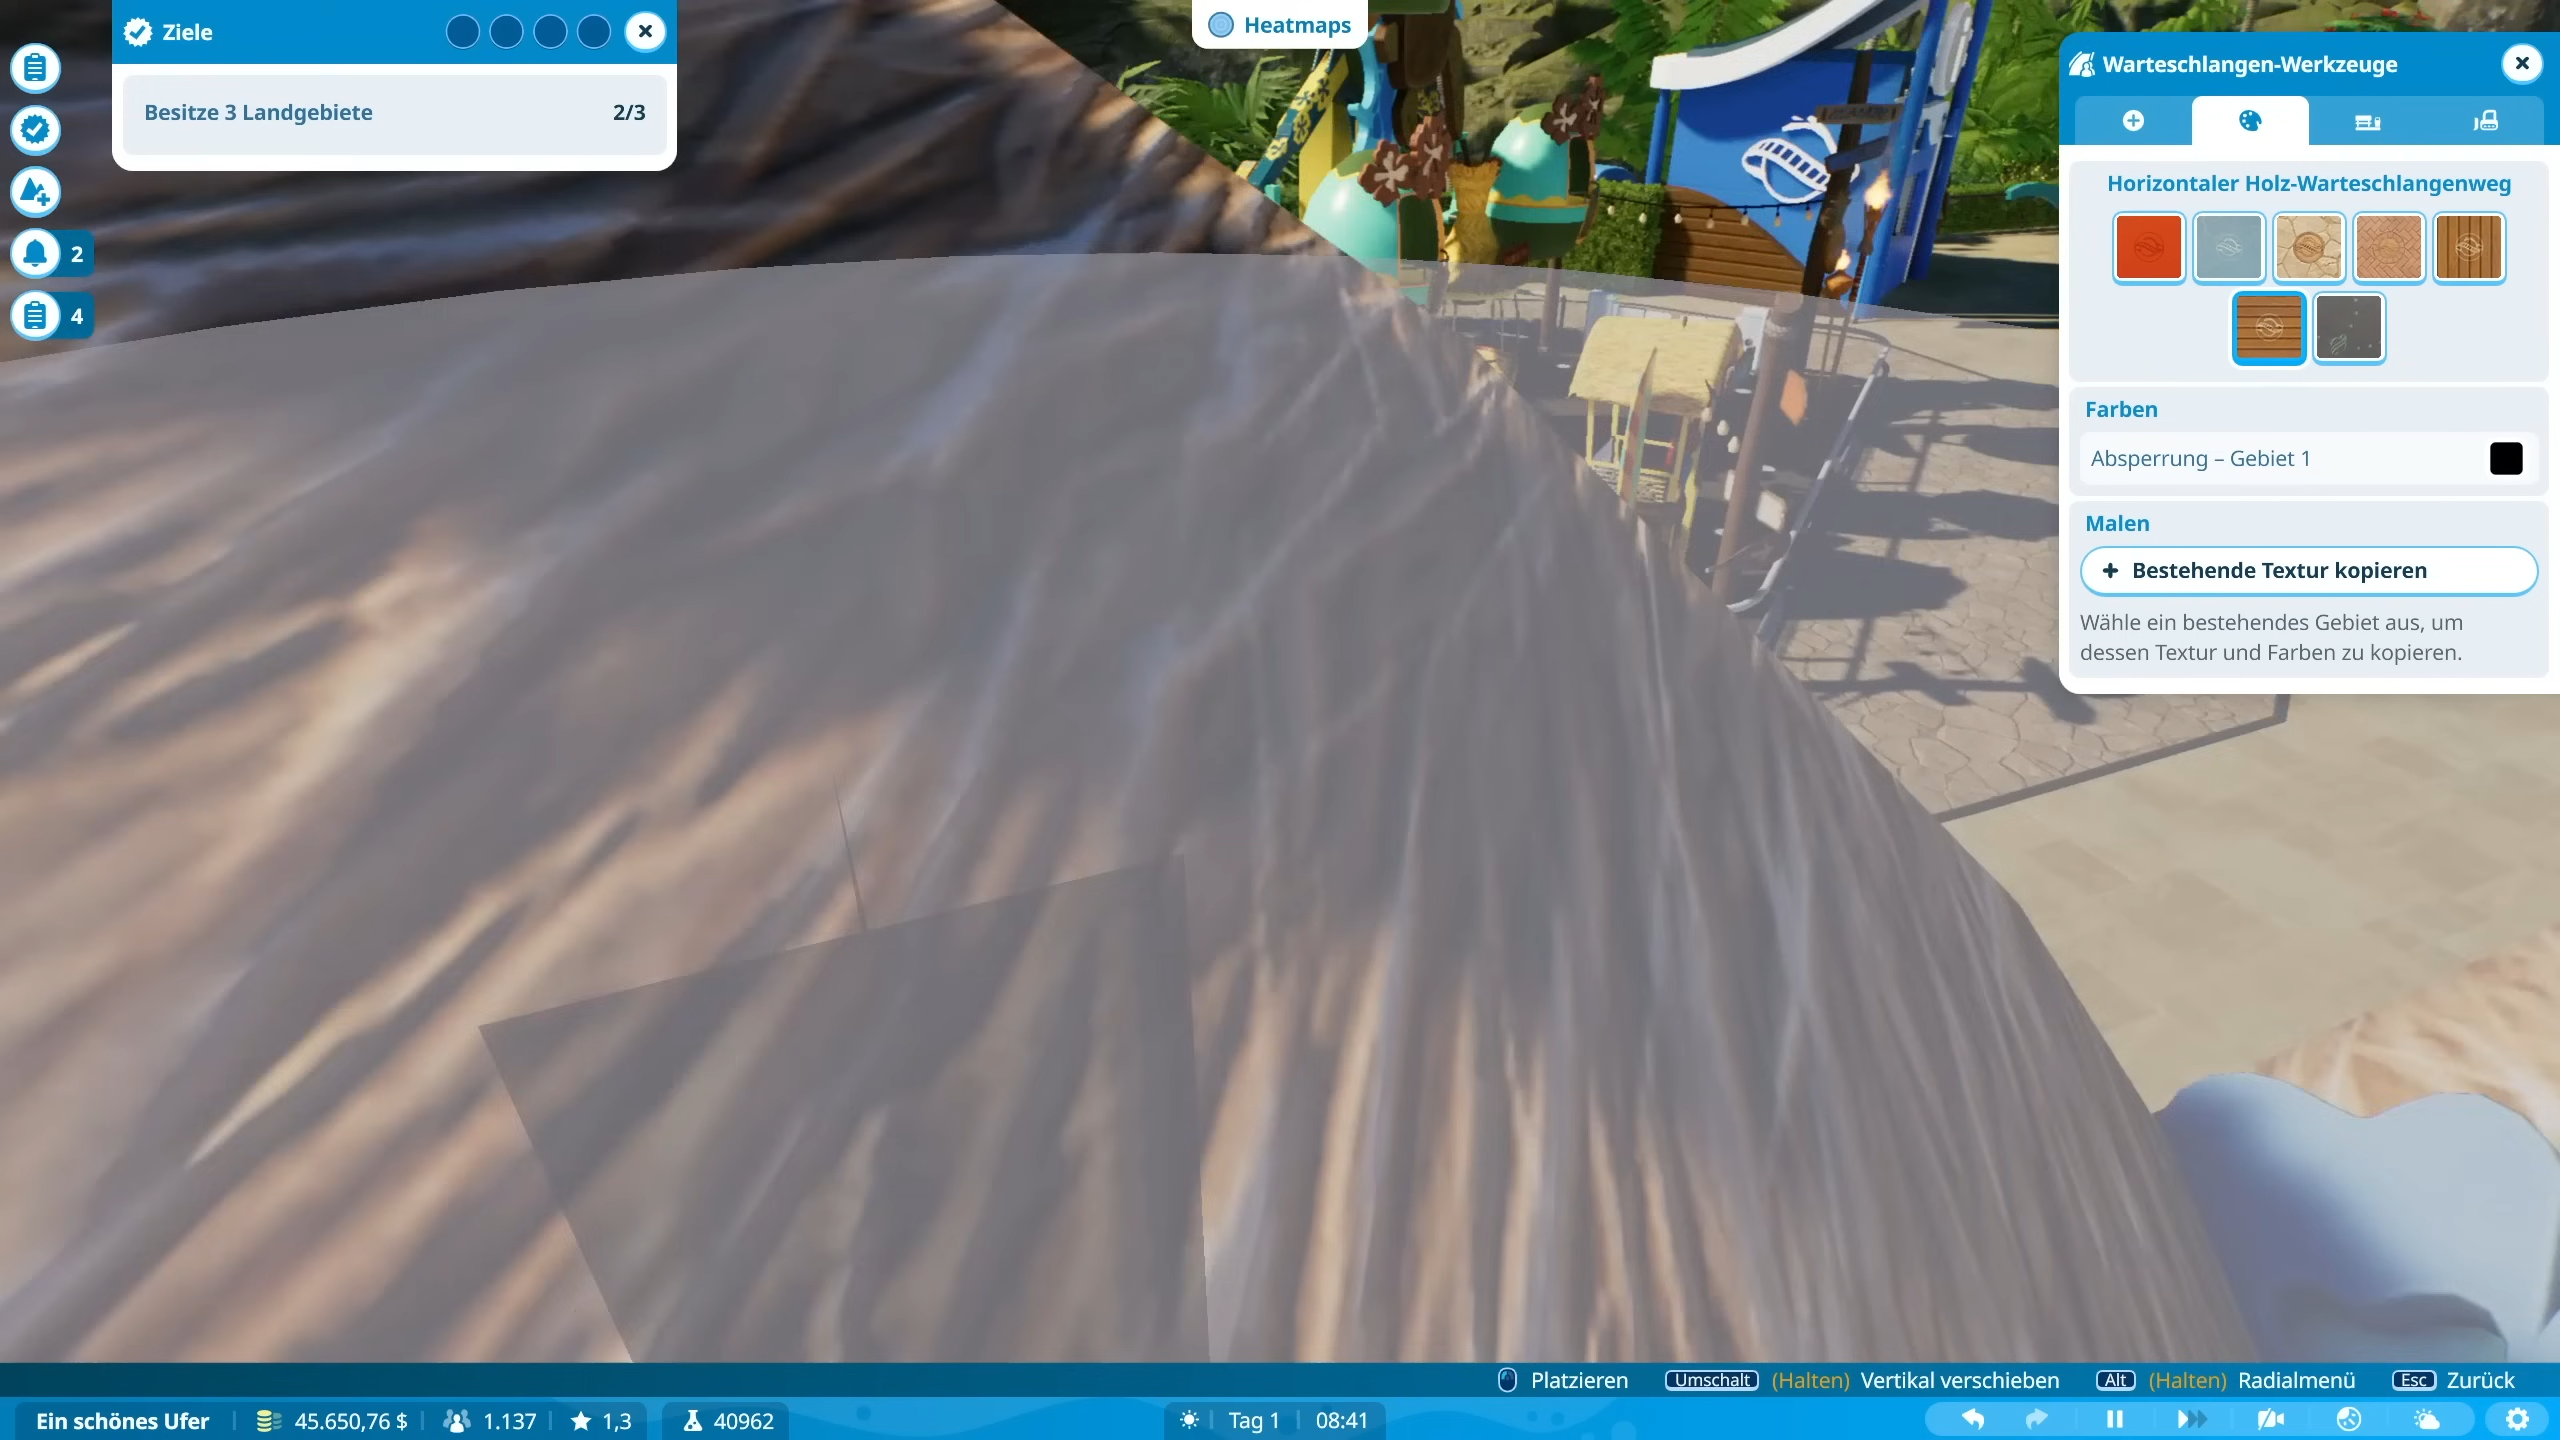 Ziele
Besitze 3 Landgebiete 2/3
2
4
Heatmaps
Warteschlangen-Werkzeuge
Horizontaler Holz-Warteschlangenweg
Farben
Absperrung – Gebiet 1
Malen
+ Bestehende Textur kopieren
Wähle ein bestehendes Gebiet aus, um
dessen Textur und Farben zu kopieren.
Platzieren Umschalt (Halten) Vertikal verschieben Alt (Halten) Radialmenü Esc Zurück
Ein schönes Ufer 45.650,76 $ 1.137 1,3 40962 Tag 1 08:41